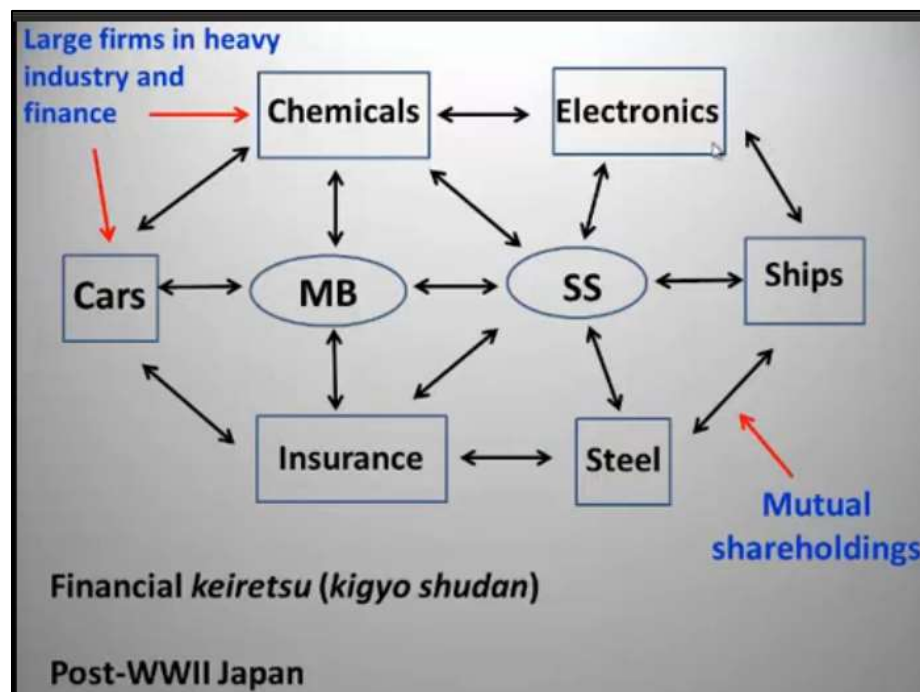 Large firms in heavy
industry and
finance
Chemicals
Electronics
Cars
MB
SS
Ships
Insurance
Steel
Mutual
shareholdings
Financial keiretsu (kigyo shudan)
Post-WWII Japan